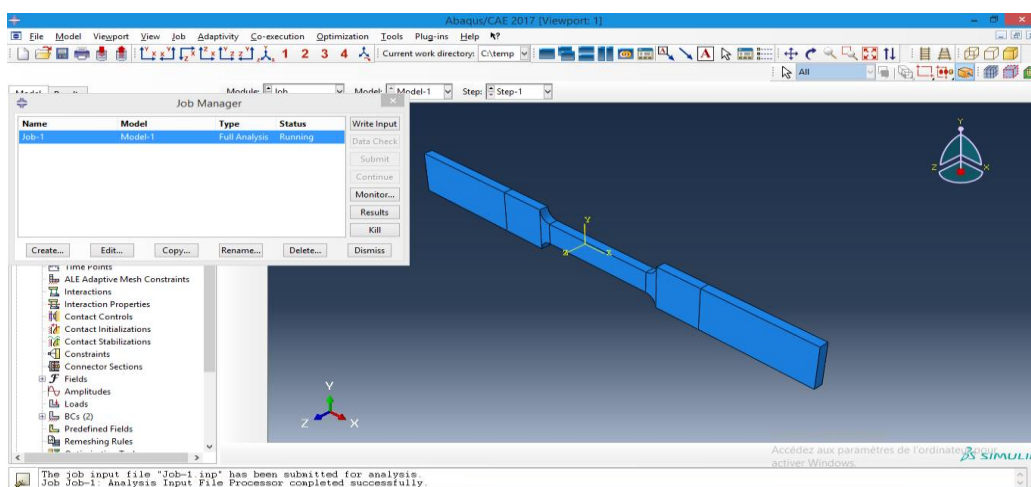 Abaqus/CAE 2017 [Viewport: 1]
File Model Viewport View Job Adaptivity Co-execution Optimization Tools Plug-ins Help
1 2 3 4 Current work directory: C:\temp
All
Module: Job Model: Model-1 Step: Step-1
Job Manager
Name Model Type Status Write Input
Job-1 Model-1 Full Analysis Running Data Check
Submit
Continue
Monitor...
Results
Kill
Create... Edit... Copy... Rename... Delete... Dismiss
Time Points
ALE Adaptive Mesh Constraints
Interactions
Interaction Properties
Contact Controls
Contact Initializations
Contact Stabilizations
Constraints
Connector Sections
Fields
Amplitudes
Loads
BCs (2)
Predefined Fields
Remeshing Rules
Y
Z X
Y
Z X
Y
Z X
Accédez aux paramètres de l'ordinateur pour
activer Windows.
SIMULI
The job input file "Job-1.inp" has been submitted for analysis.
Job Job-1: Analysis Input File Processor completed successfully.